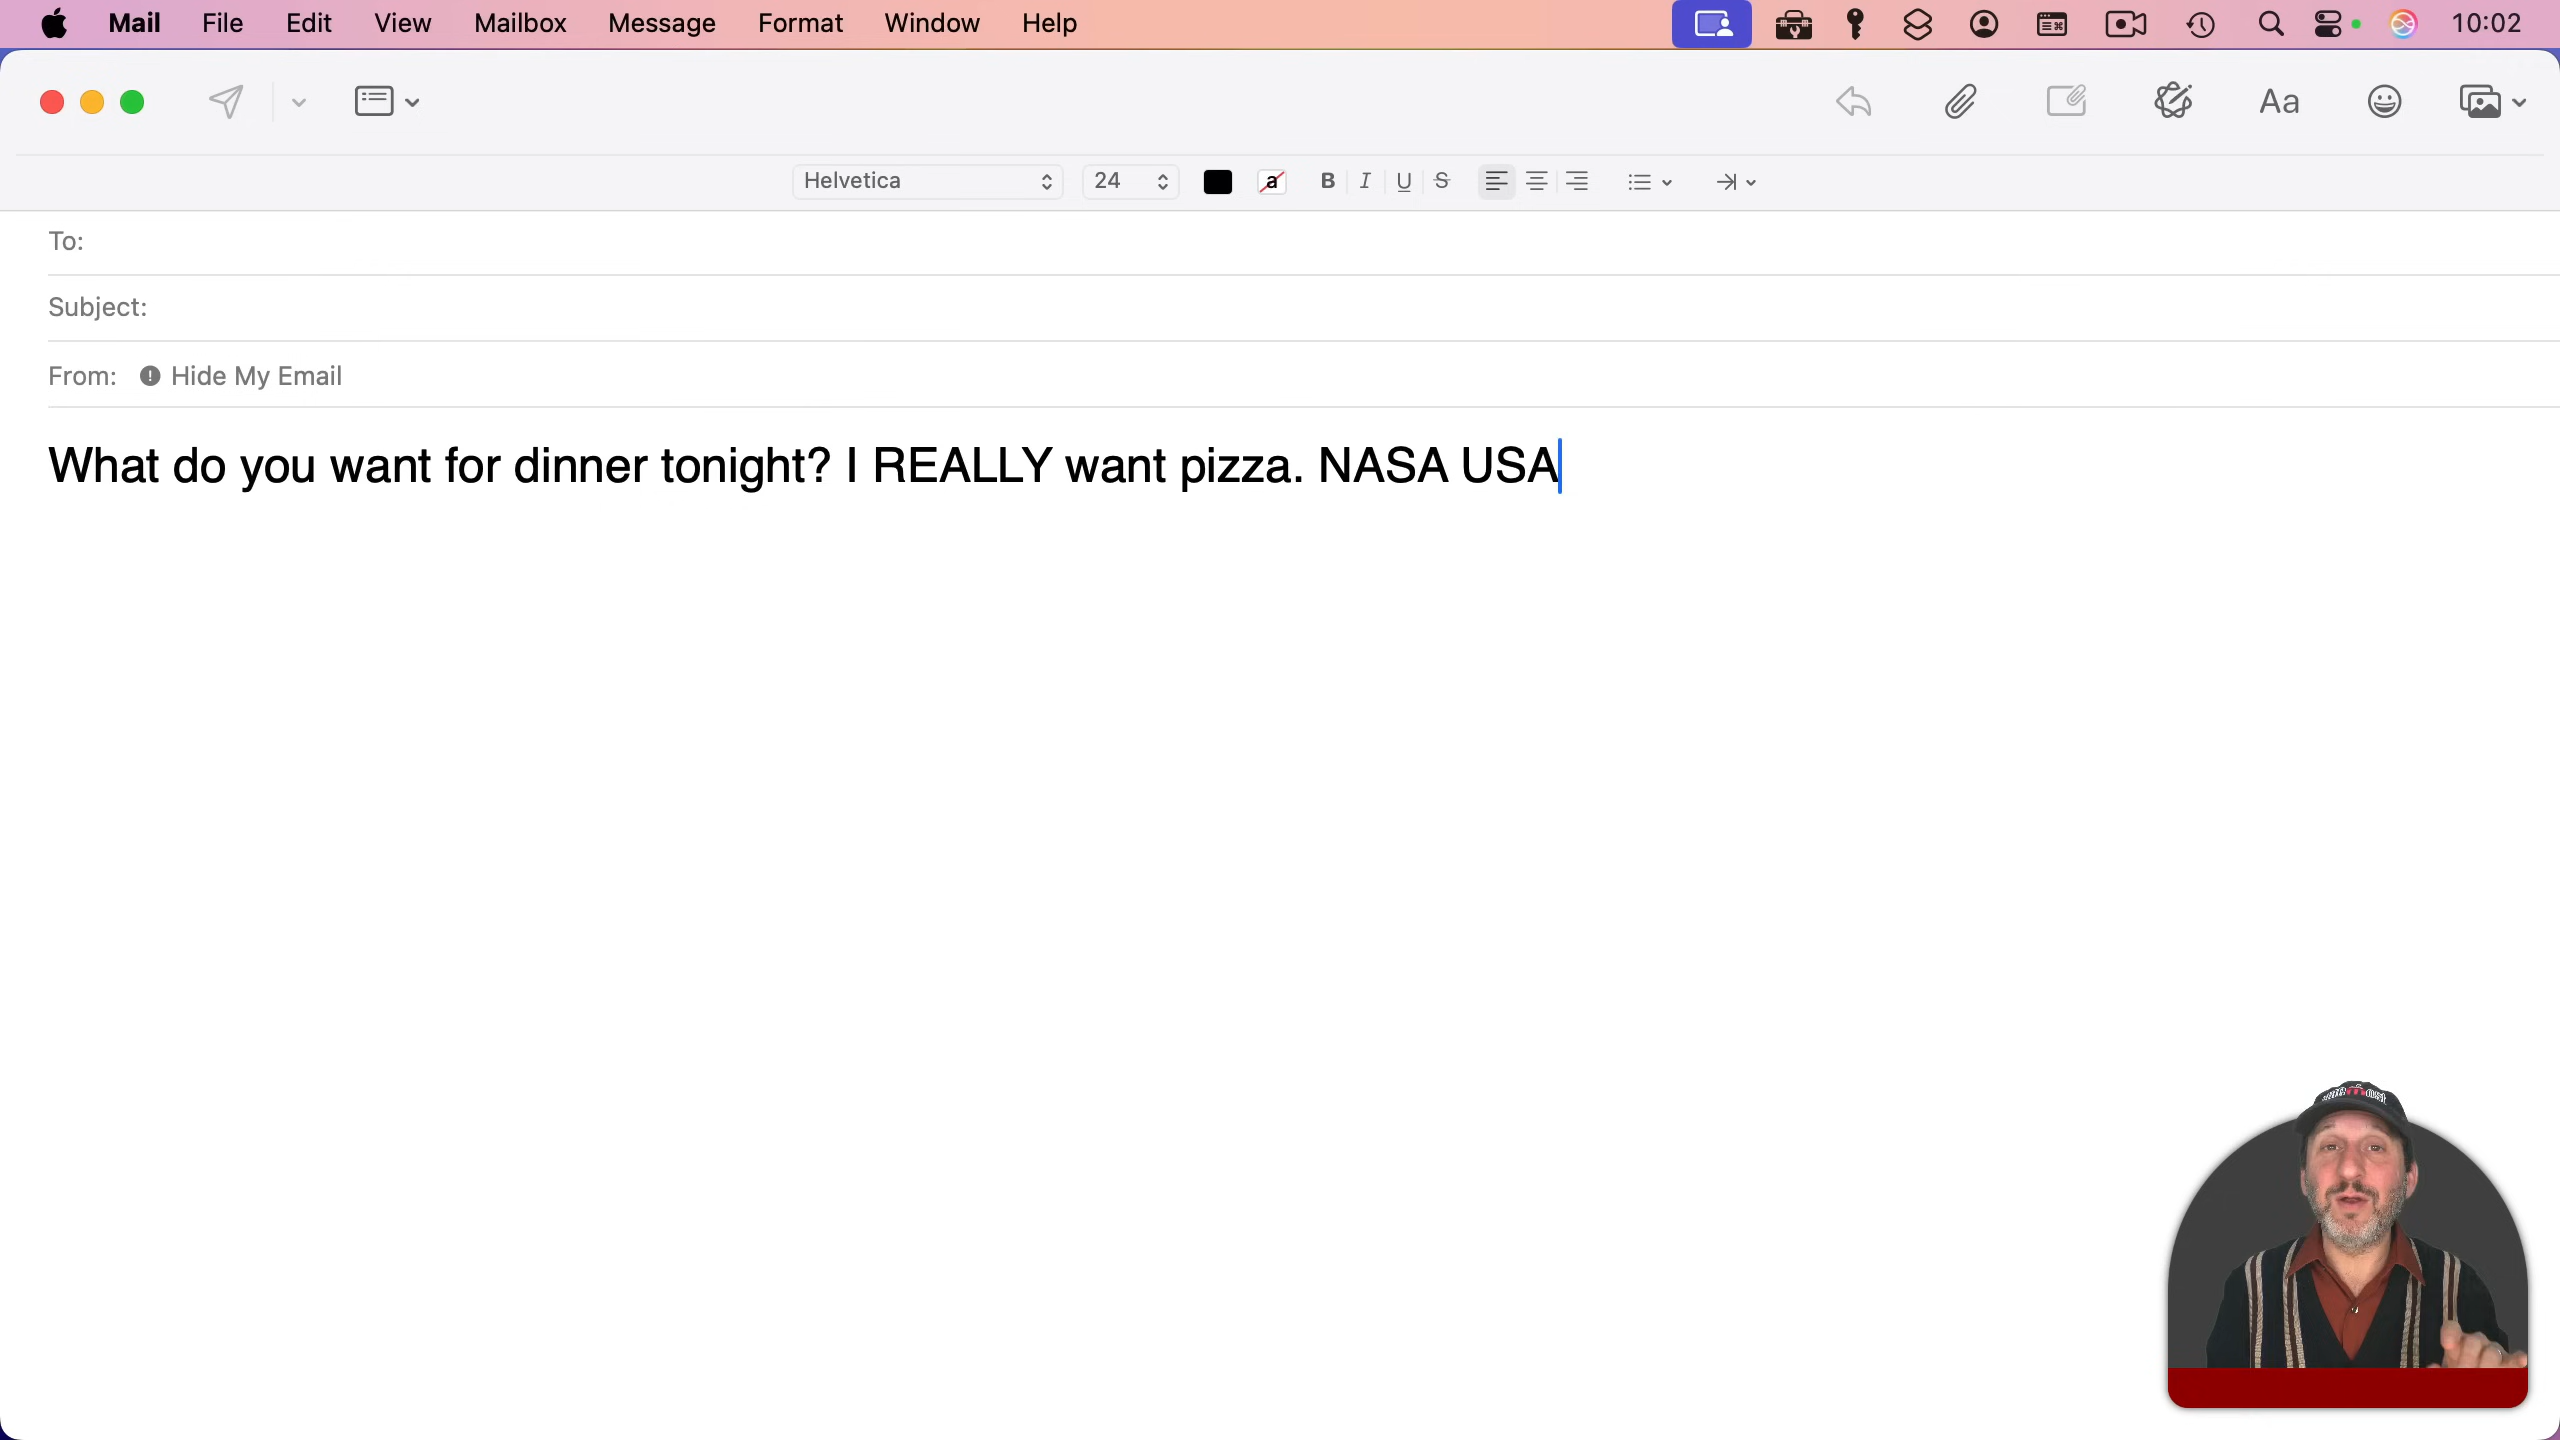 Mail File Edit View Mailbox Message Format Window Help 10:02
Aa
Helvetica 24 a B I U S
To:
Subject:
From: Hide My Email
What do you want for dinner tonight? I REALLY want pizza. NASA USA